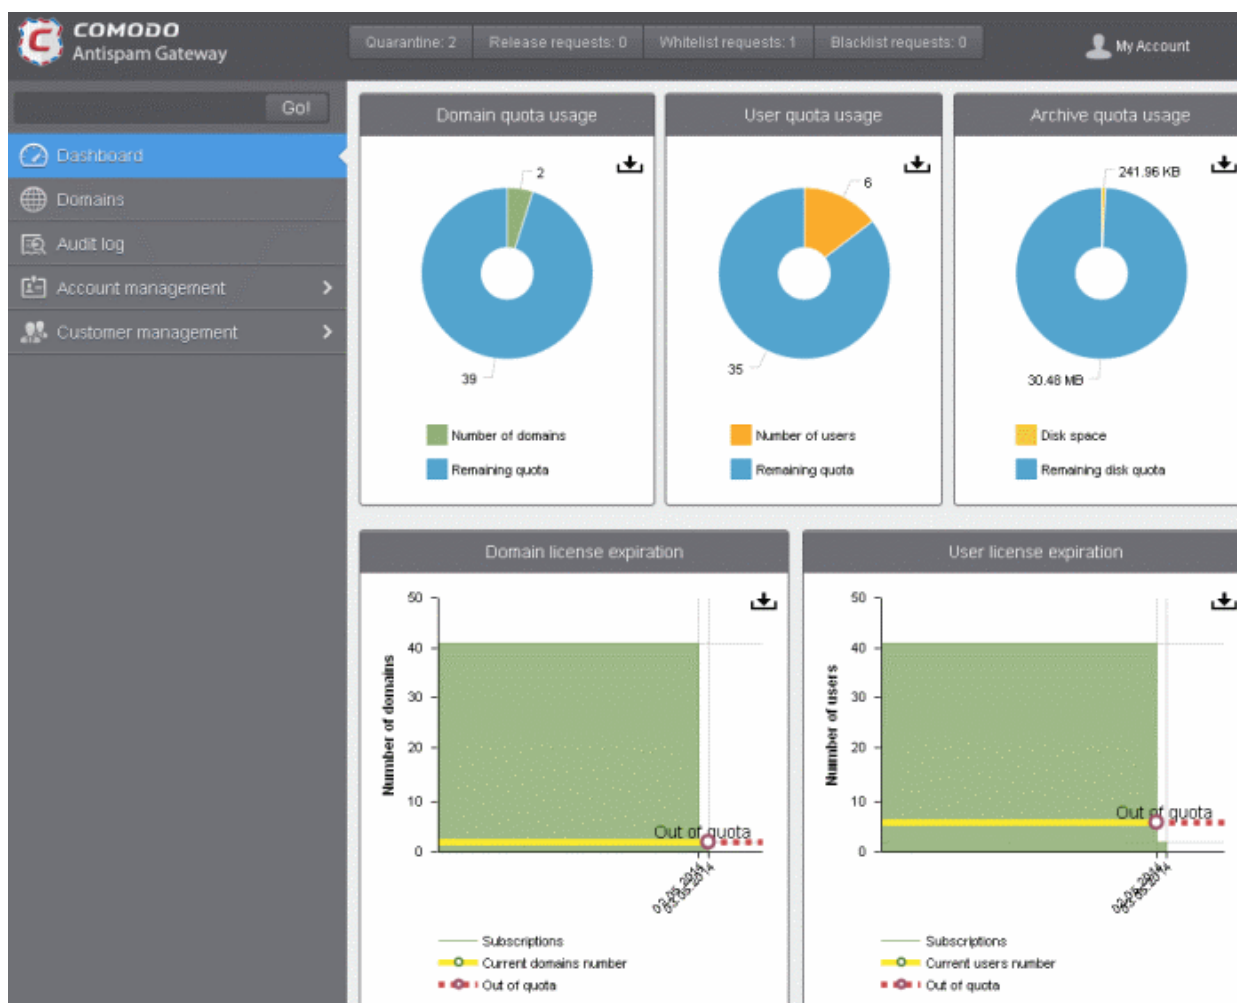 COMODO
Antispam Gateway
Quarantine: 2
Release requests: 0
Whitelist requests: 1
Blacklist requests: 0
My Account
Go!
Dashboard
Domains
Audit log
Account management
Customer management
Domain quota usage
2
39
Number of domains
Remaining quota
User quota usage
6
35
Number of users
Remaining quota
Archive quota usage
241.96 KB
30.48 MB
Disk space
Remaining disk quota
Domain license expiration
Number of domains
50
40
30
20
10
0
Out of quota
03.05.2014
Subscriptions
Current domains number
Out of quota
User license expiration
Number of users
50
40
30
20
10
0
Out of quota
Subscriptions
Current users number
Out of quota